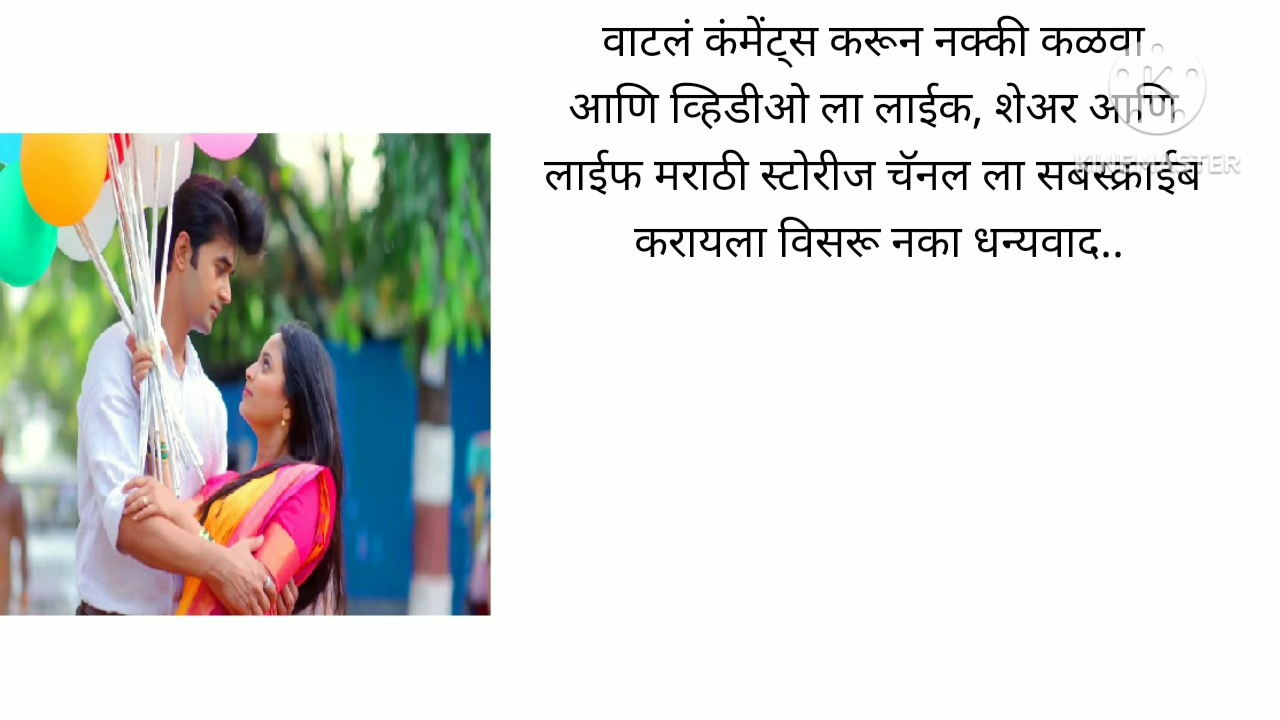 वाटलं कंमेंट्स करून नक्की कळवा.
आणि व्हिडीओ ला लाईक, शेअर आणि
लाईफ मराठी स्टोरीज चॅनल ला सबस्क्राईब
करायला विसरू नका धन्यवाद..
K
KINEMASTER